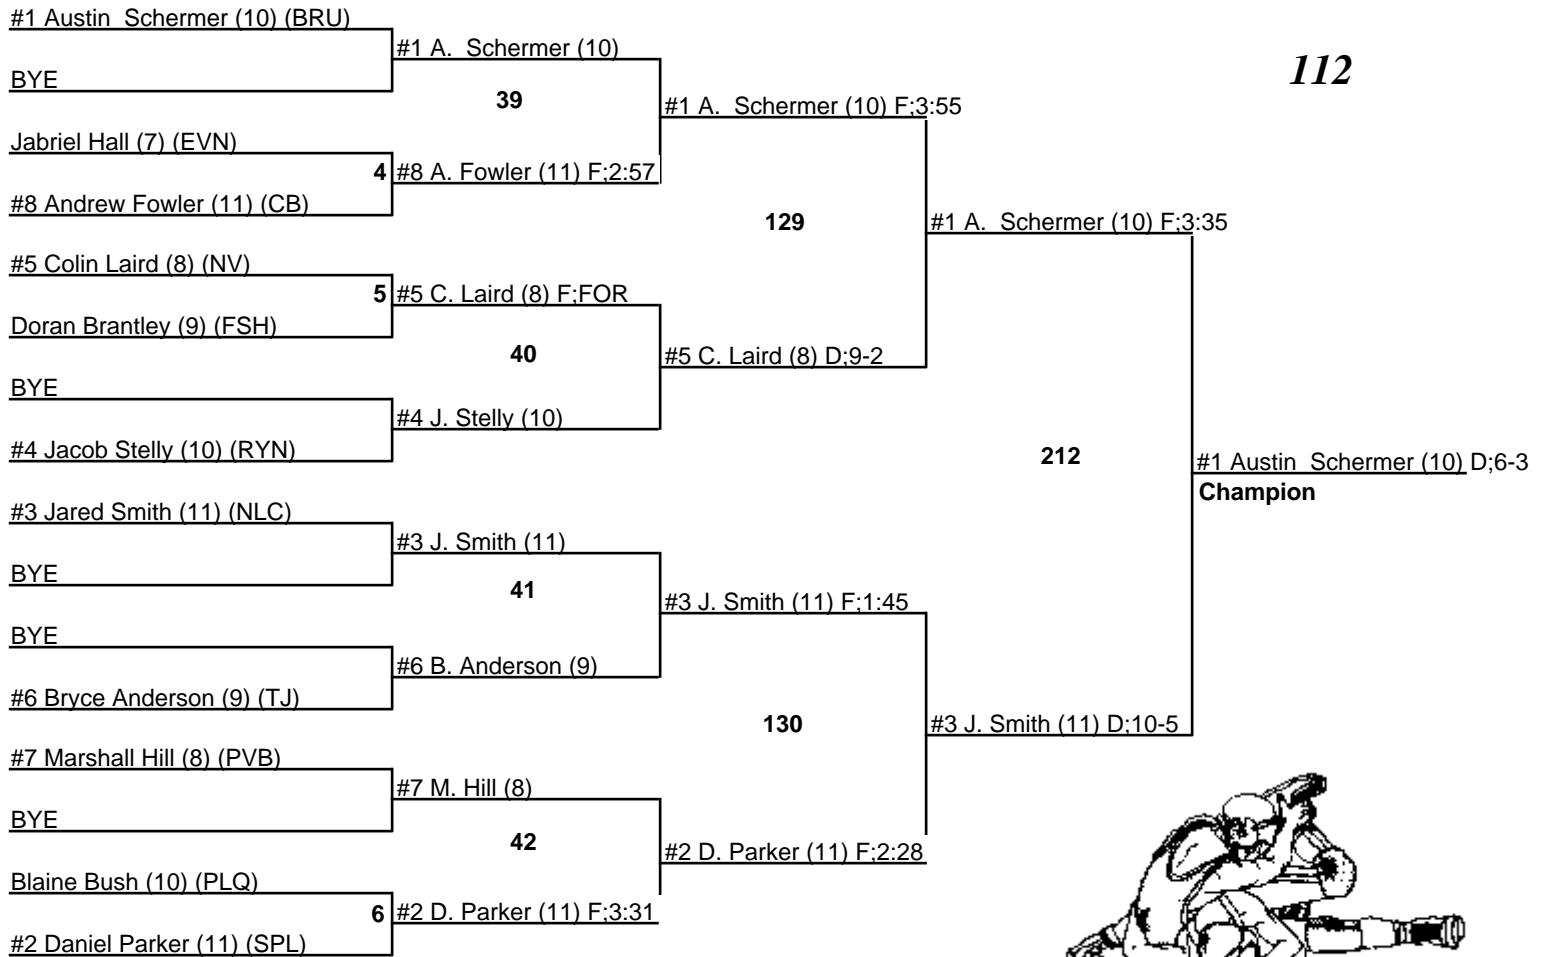 #1 Austin  Schermer (10) (BRU)
BYE
Jabriel Hall (7) (EVN)
#8 Andrew Fowler (11) (CB)
#5 Colin Laird (8) (NV)
Doran Brantley (9) (FSH)
BYE
#4 Jacob Stelly (10) (RYN)
#3 Jared Smith (11) (NLC)
BYE
BYE
#6 Bryce Anderson (9) (TJ)
#7 Marshall Hill (8) (PVB)
BYE
Blaine Bush (10) (PLQ)
#2 Daniel Parker (11) (SPL)
#1 A.  Schermer (10)
39
4 #8 A. Fowler (11) F;2:57
5 #5 C. Laird (8) F;FOR
40
#4 J. Stelly (10)
#3 J. Smith (11)
41
#6 B. Anderson (9)
#7 M. Hill (8)
42
6 #2 D. Parker (11) F;3:31
#1 A.  Schermer (10) F;3:55
129
#5 C. Laird (8) D;9-2
#3 J. Smith (11) F;1:45
130
#2 D. Parker (11) F;2:28
#1 A.  Schermer (10) F;3:35
212
#3 J. Smith (11) D;10-5
112
#1 Austin  Schermer (10) D;6-3
Champion